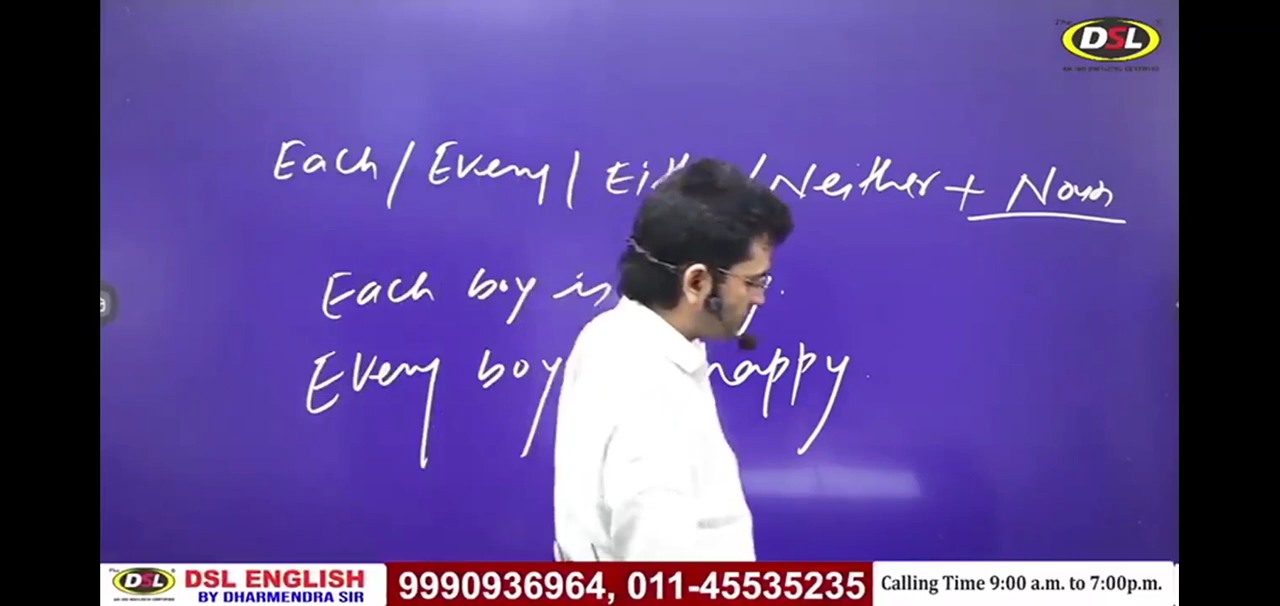 DSL
Each / Every / Neither + Noun
Each boy is
Every boy happy
DSL
DSL ENGLISH
BY DHARMENDRA SIR
9990936964, 011-45535235
Calling Time 9:00 a.m. to 7:00p.m.